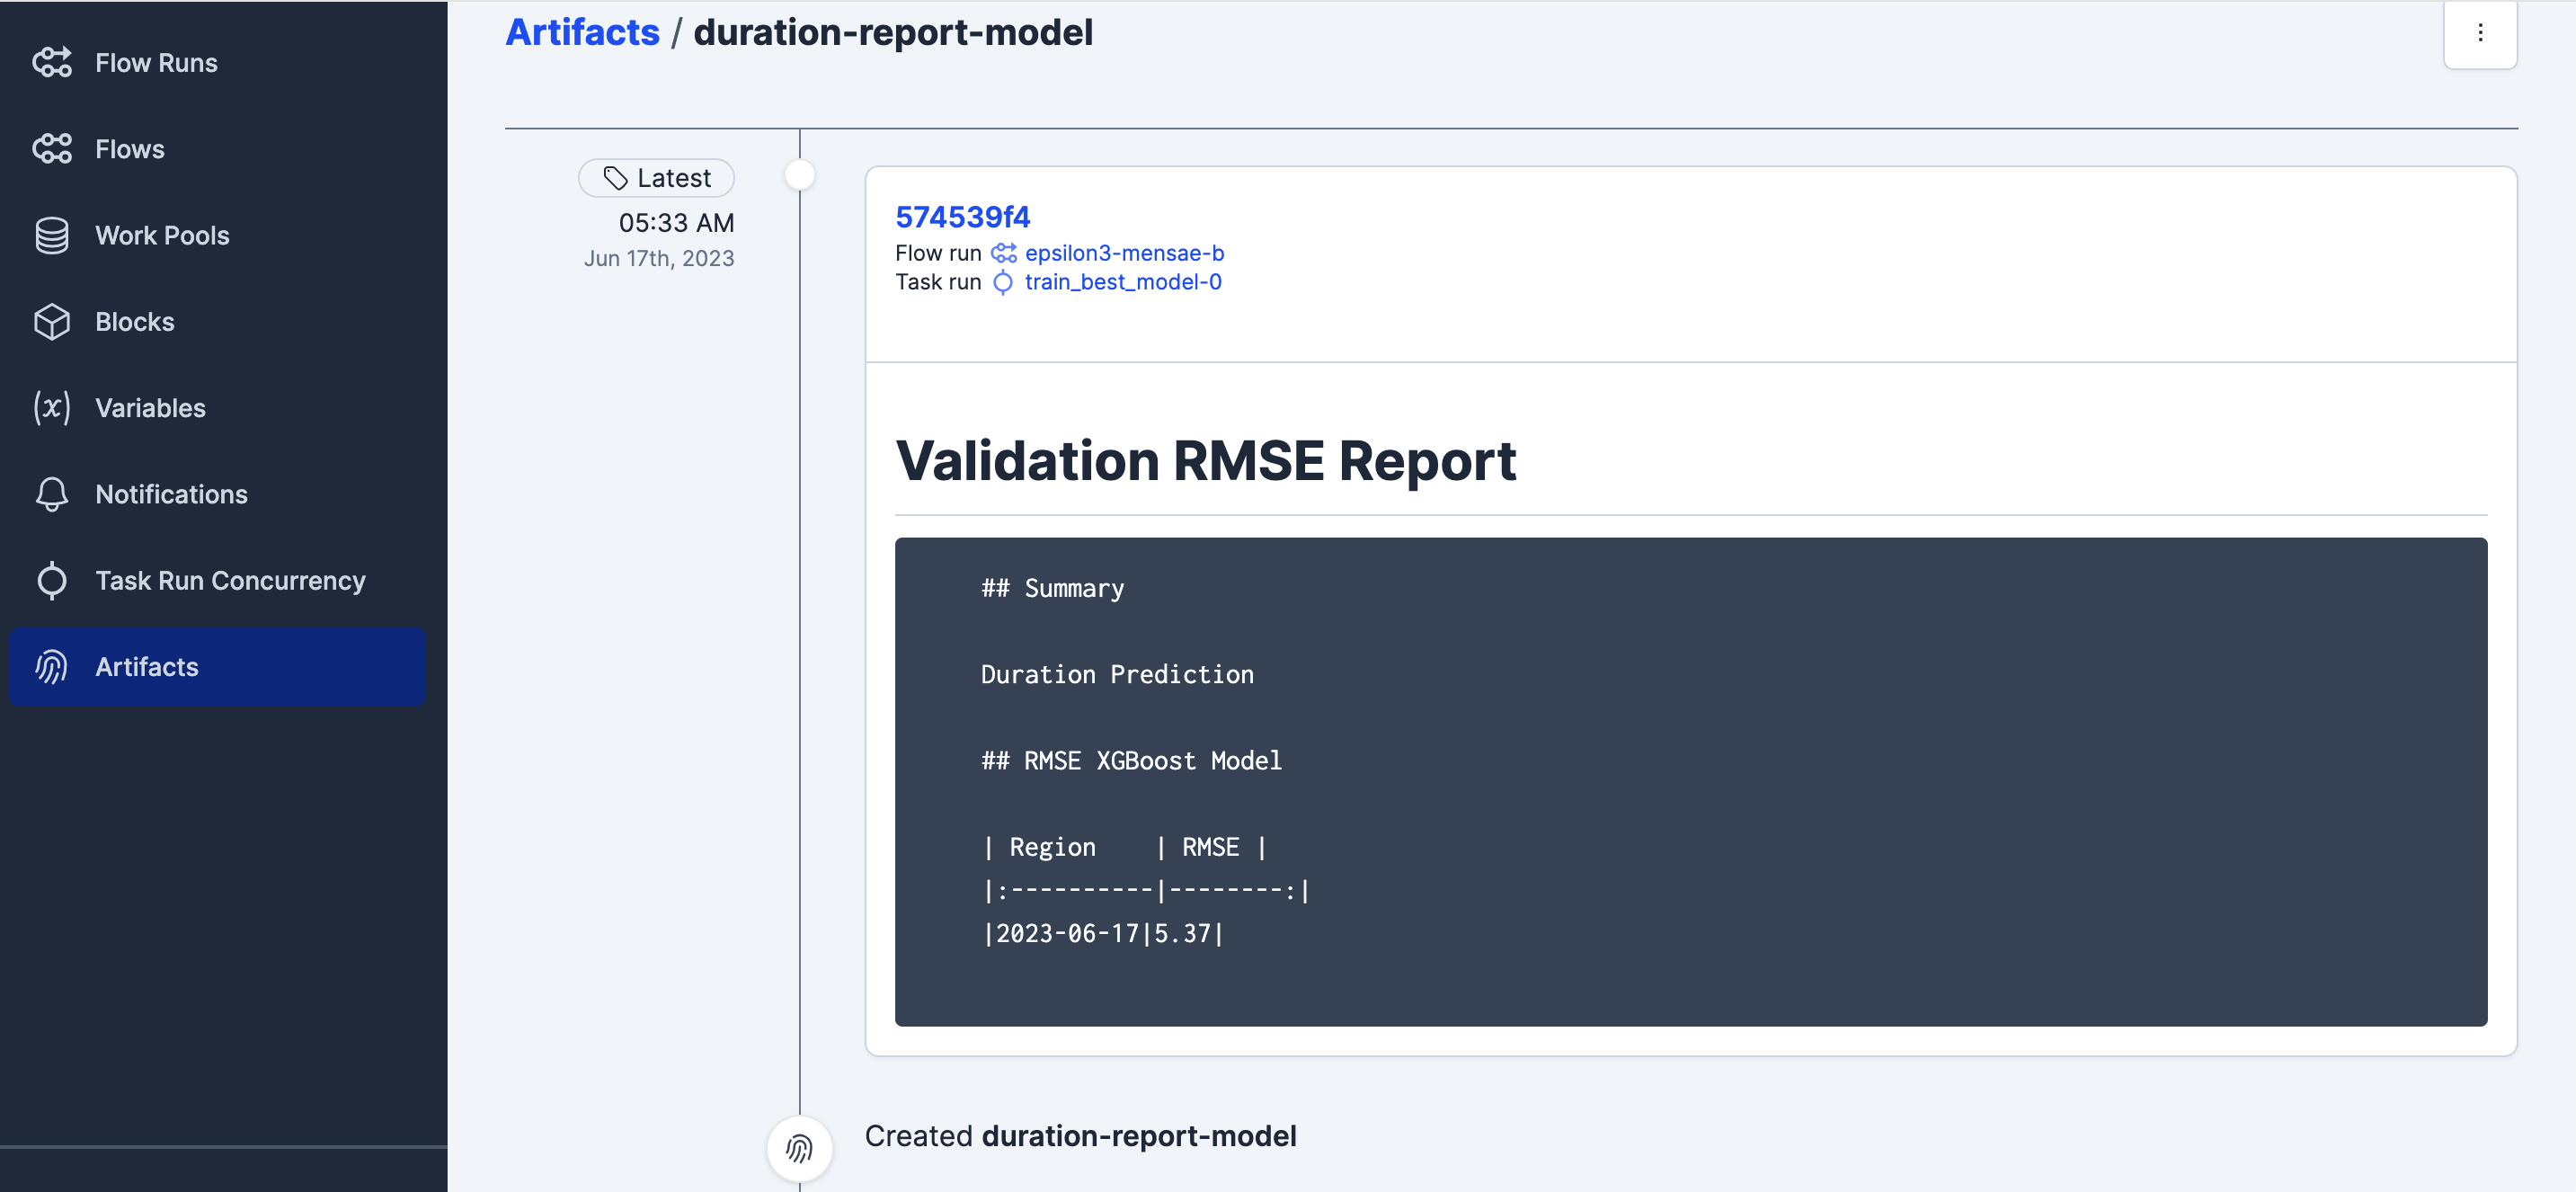 Flow Runs
Flows
Work Pools
Blocks
(x) Variables
Notifications
Task Run Concurrency
Artifacts
Artifacts / duration-report-model
Latest
05:33 AM
Jun 17th, 2023
574539f4
Flow run epsilon3-mensae-b
Task run train_best_model-0
Validation RMSE Report
## Summary
Duration Prediction
## RMSE XGBoost Model
| Region    | RMSE |
|:----------|--------:|
|2023-06-17|5.37|
Created duration-report-model